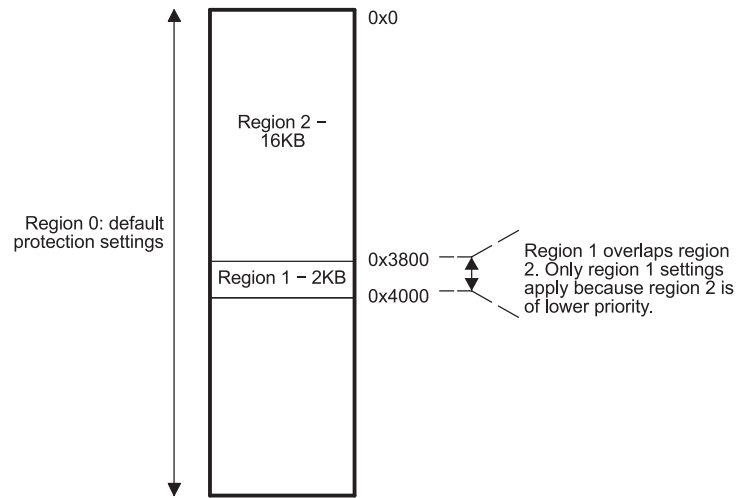 0x0
Region 2 −
16KB
Region 0: default
protection settings
0x3800
Region 1 − 2KB
0x4000
Region 1 overlaps region
2. Only region 1 settings
apply because region 2 is
of lower priority.